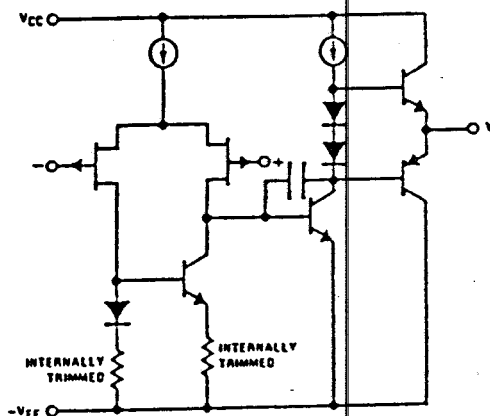 VCC
−
+
V
INTERNALLY
TRIMMED
INTERNALLY
TRIMMED
-VEE